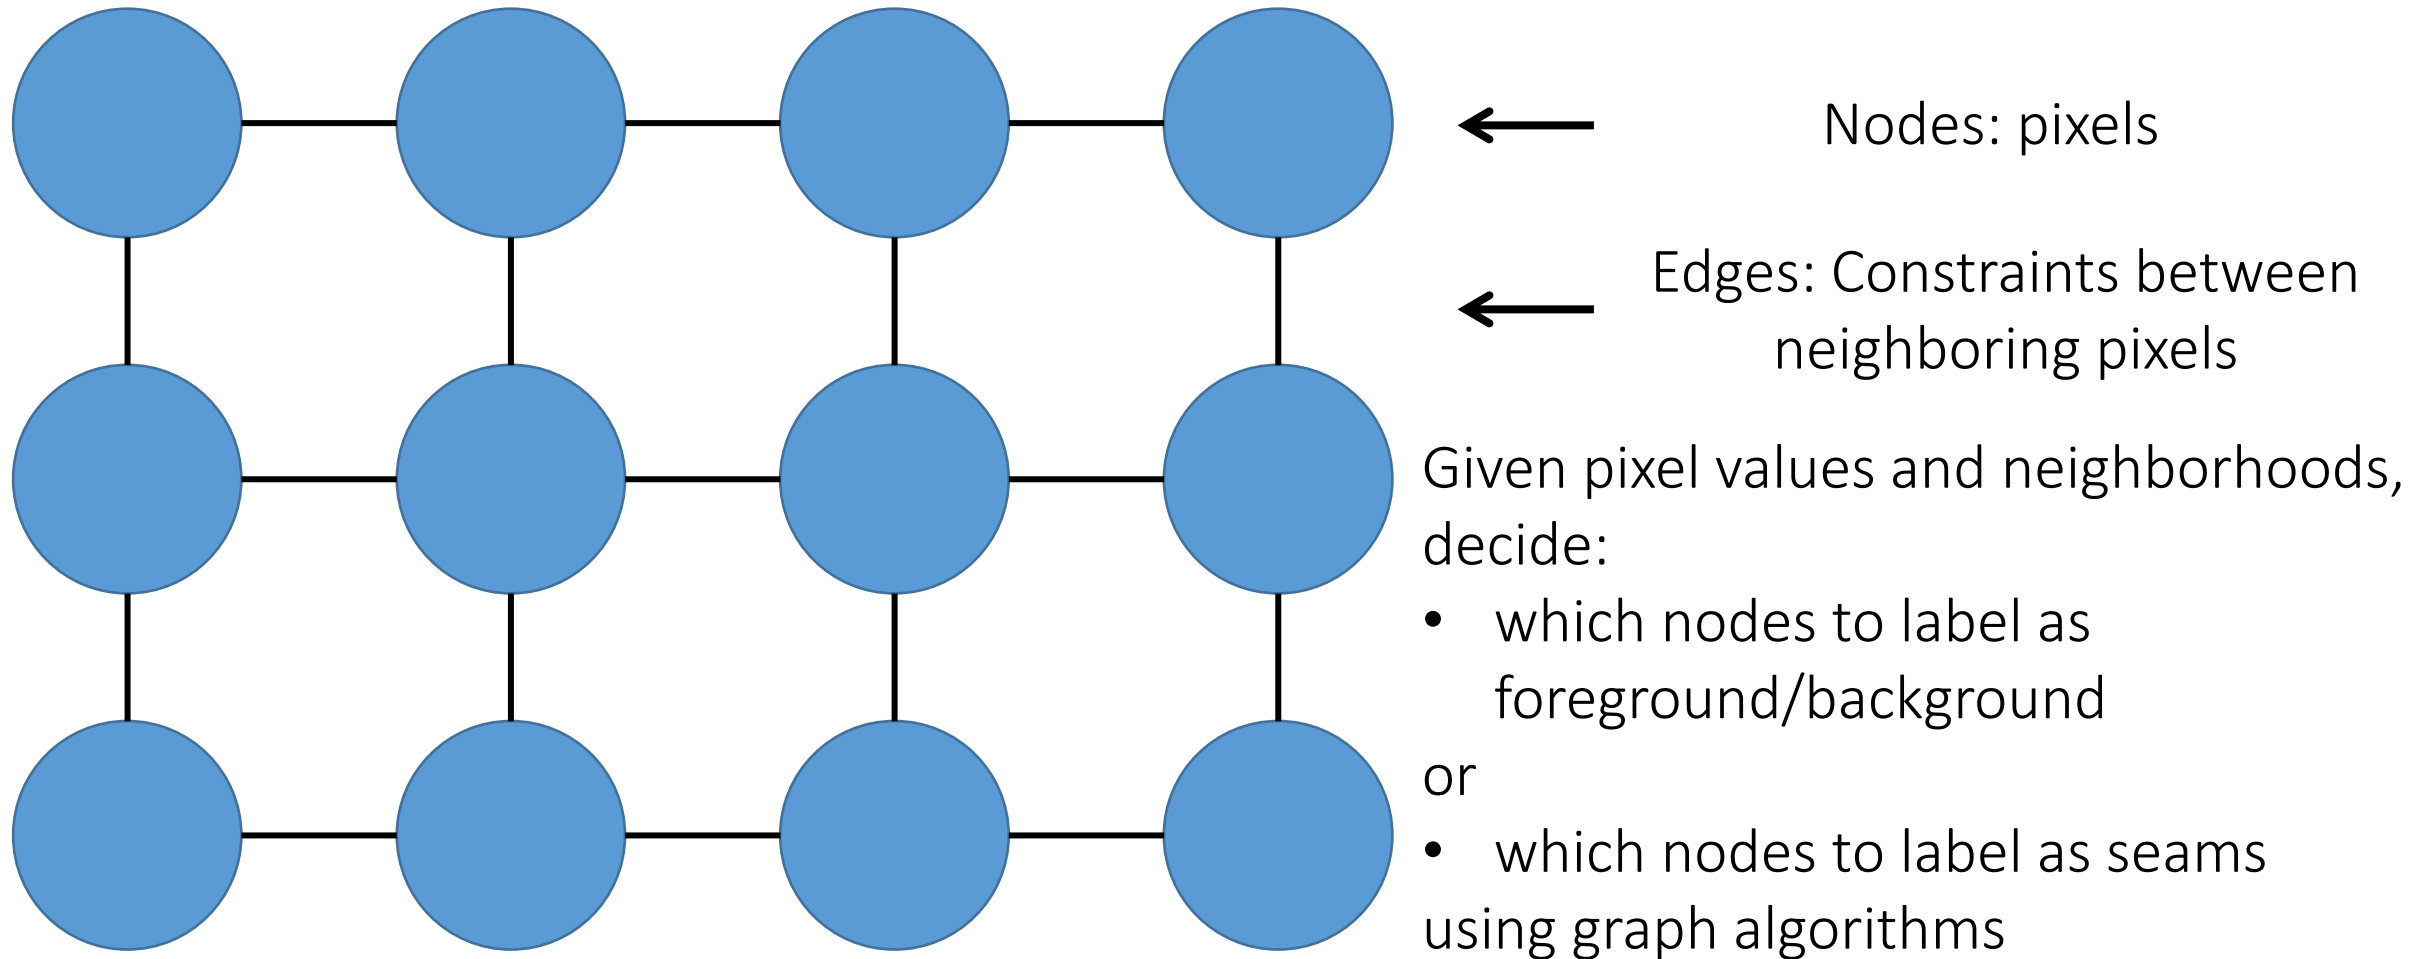 Nodes: pixels
Edges: Constraints between
neighboring pixels
Given pixel values and neighborhoods,
decide:
• which nodes to label as
foreground/background
or
• which nodes to label as seams
using graph algorithms